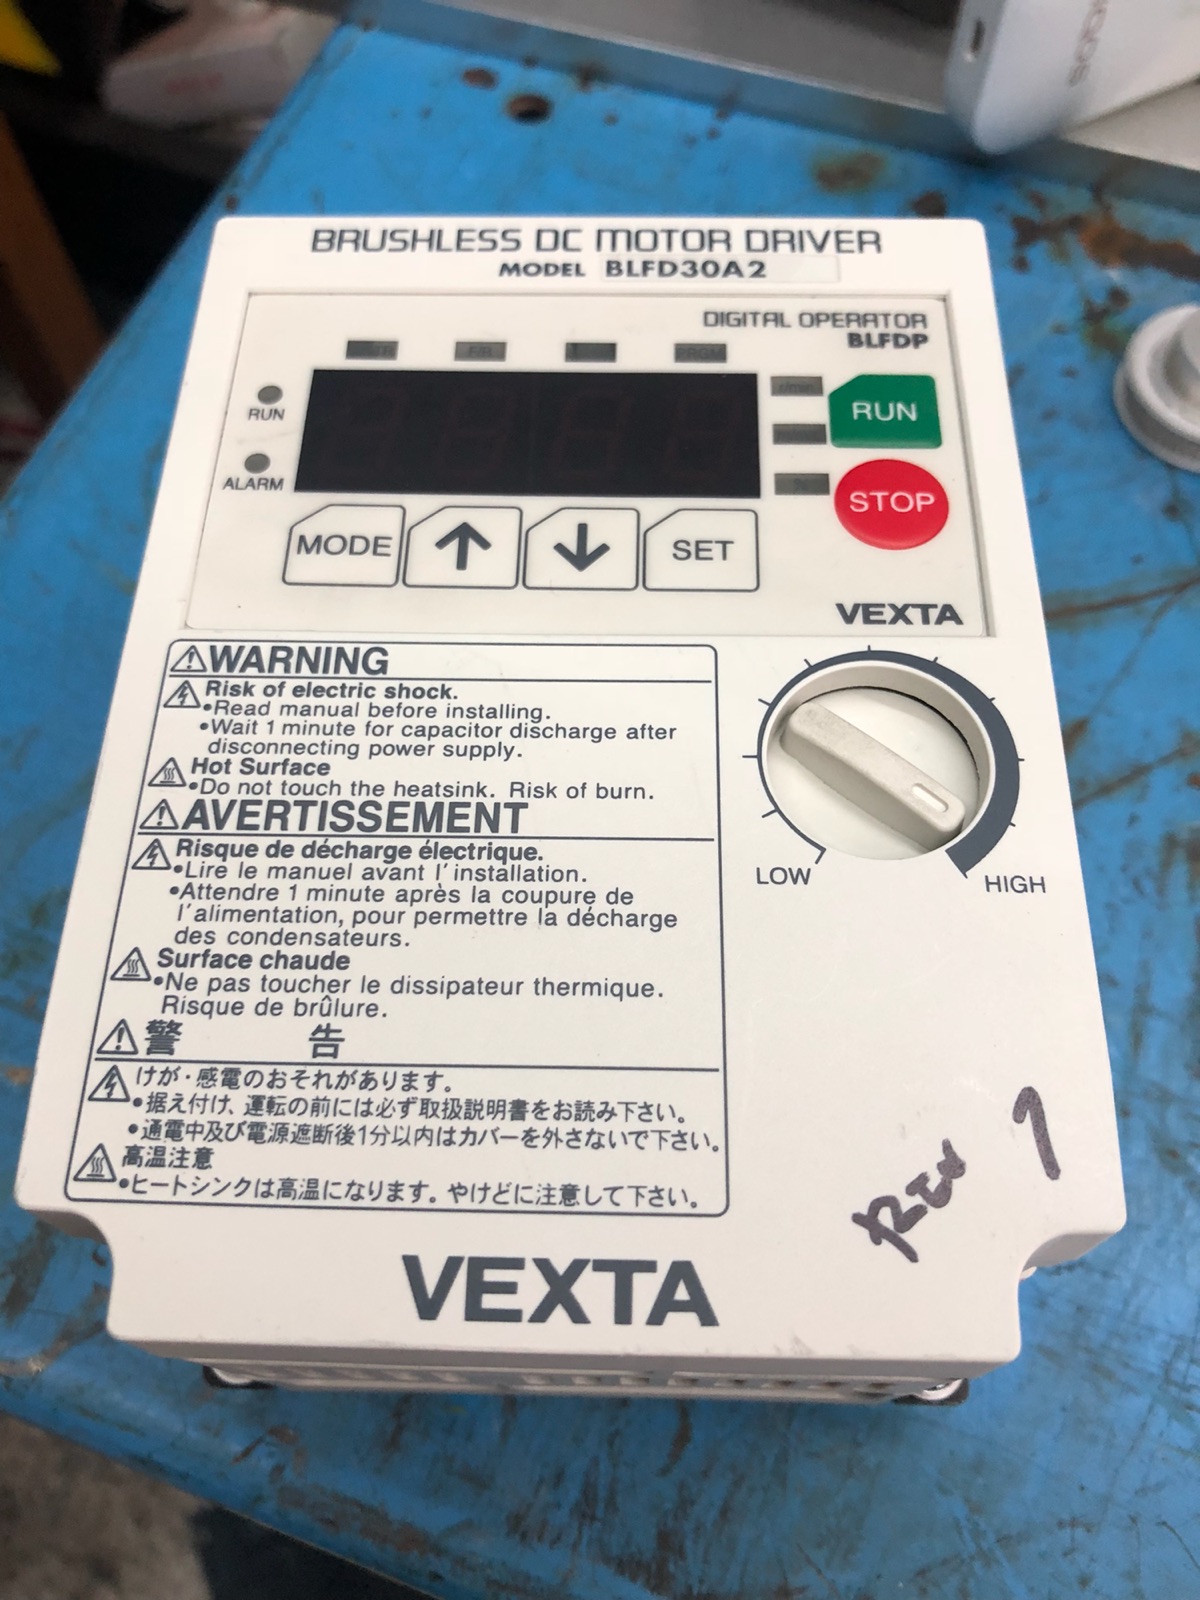 BRUSHLESS DC MOTOR DRIVER
MODEL BLFD30A2
DIGITAL OPERATOR
BLFDP
F/R
PRGM
r/min
%
RUN
ALARM
RUN
STOP
MODE ↑ ↓ SET
VEXTA
⚠WARNING
Risk of electric shock.
•Read manual before installing.
•Wait 1 minute for capacitor discharge after
disconnecting power supply.
Hot Surface
•Do not touch the heatsink. Risk of burn.
⚠AVERTISSEMENT
Risque de décharge électrique.
•Lire le manuel avant l'installation.
•Attendre 1 minute après la coupure de
l'alimentation, pour permettre la décharge
des condensateurs.
Surface chaude
•Ne pas toucher le dissipateur thermique.
Risque de brûlure.
⚠警 告
けが・感電のおそれがあります。
•据え付け、運転の前には必ず取扱説明書をお読み下さい。
•通電中及び電源遮断後1分以内はカバーを外さないで下さい。
高温注意
•ヒートシンクは高温になります。やけどに注意して下さい。
LOW
HIGH
1
VEXTA